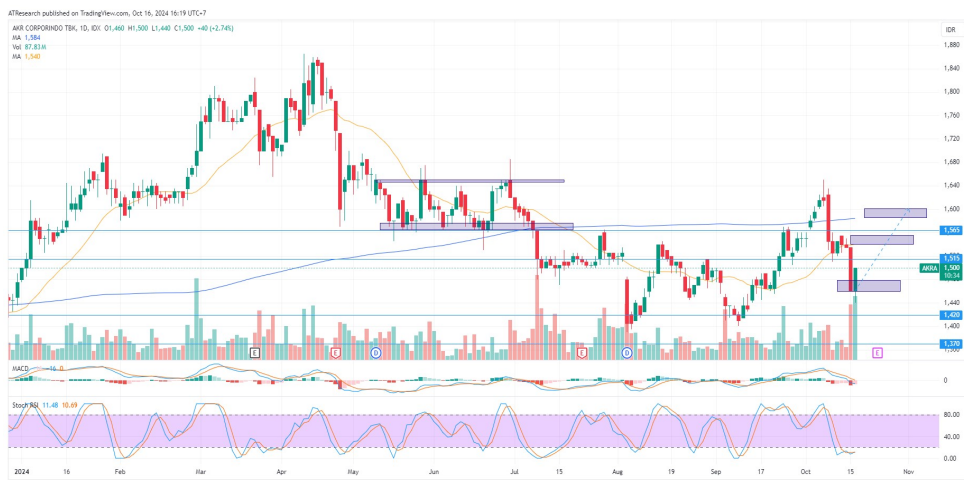 ATResearch published on TradingView.com, Oct 16, 2024 16:19 UTC+7
AKR CORPORINDO TBK, 1D, IDX O1,460 H1,500 L1,440 C1,500 +40 (+2.74%)
MA 1,584
Vol 87.83M
MA 1,540
IDR
1,880
1,840
1,800
1,760
1,720
1,680
1,640
1,600
1,565
1,515
AKRA 1,500
10:34
1,440
1,420
1,400
1,370
E E D E D E
MACD -16 0
0
Stoch RSI 11.48 10.69
80.00
40.00
0.00
2024 16 Feb Mar Apr May Jun Jul 15 Aug 19 Sep 17 Oct 15 Nov